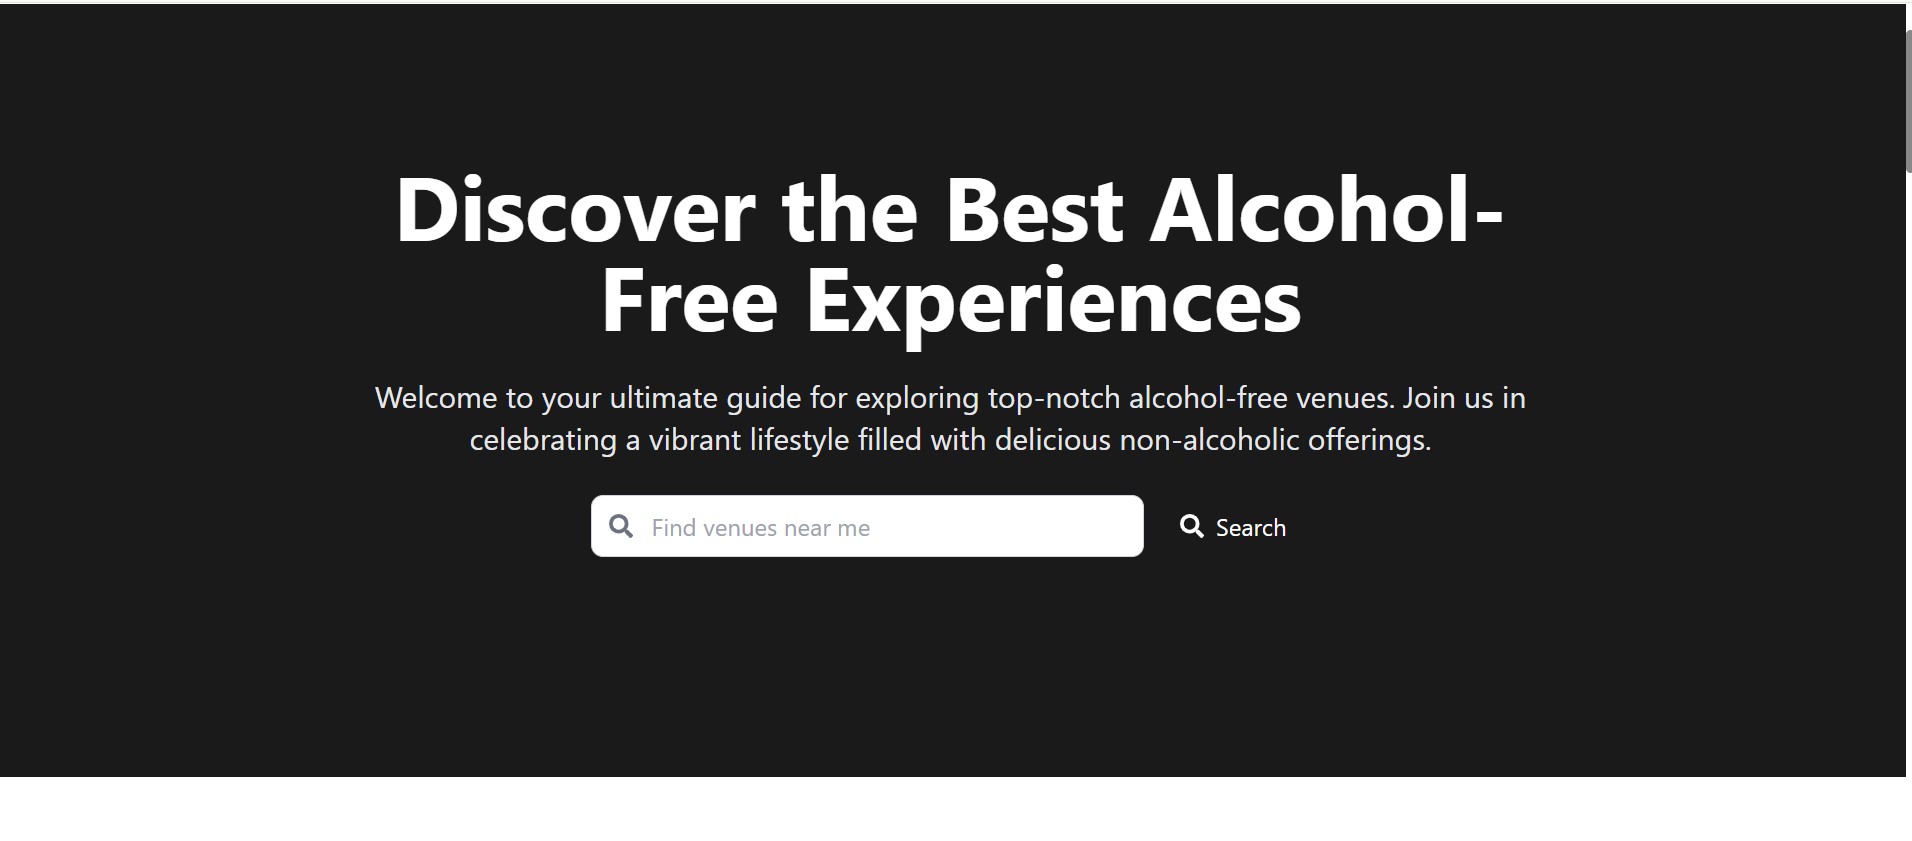 Discover the Best Alcohol-
Free Experiences
Welcome to your ultimate guide for exploring top-notch alcohol-free venues. Join us in
celebrating a vibrant lifestyle filled with delicious non-alcoholic offerings.
Find venues near me
Search